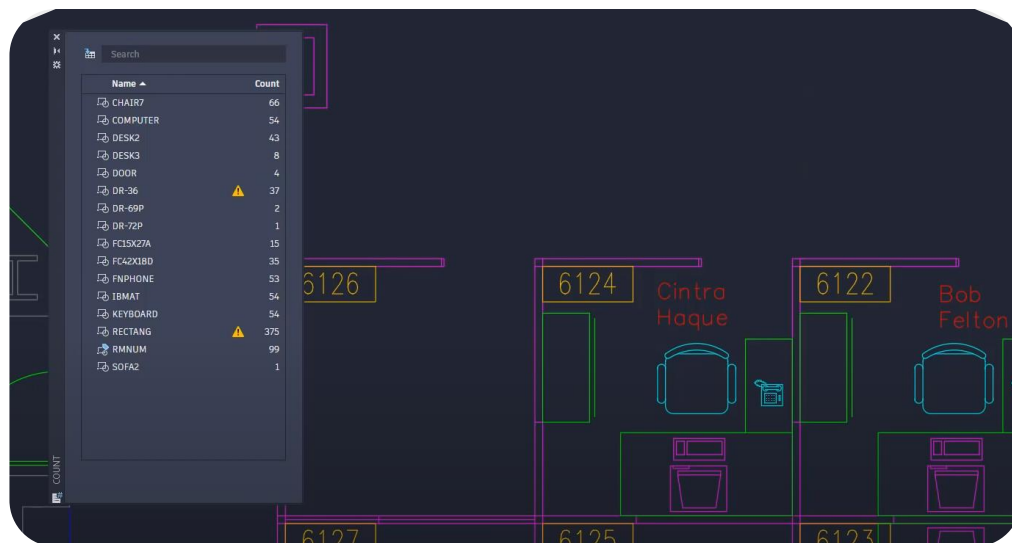 Search
Name Count
CHAIR7 66
COMPUTER 54
DESK2 43
DESK3 8
DOOR 4
DR-36 37
DR-69P 2
DR-72P 1
FC15X27A 15
FC42X18D 35
FNPHONE 53
IBMAT 54
KEYBOARD 54
RECTANG 375
RMNUM 99
SOFA2 1
COUNT
6126
6124
Cintra
Haque
6122
Bob
Felton
6127
6125
6123